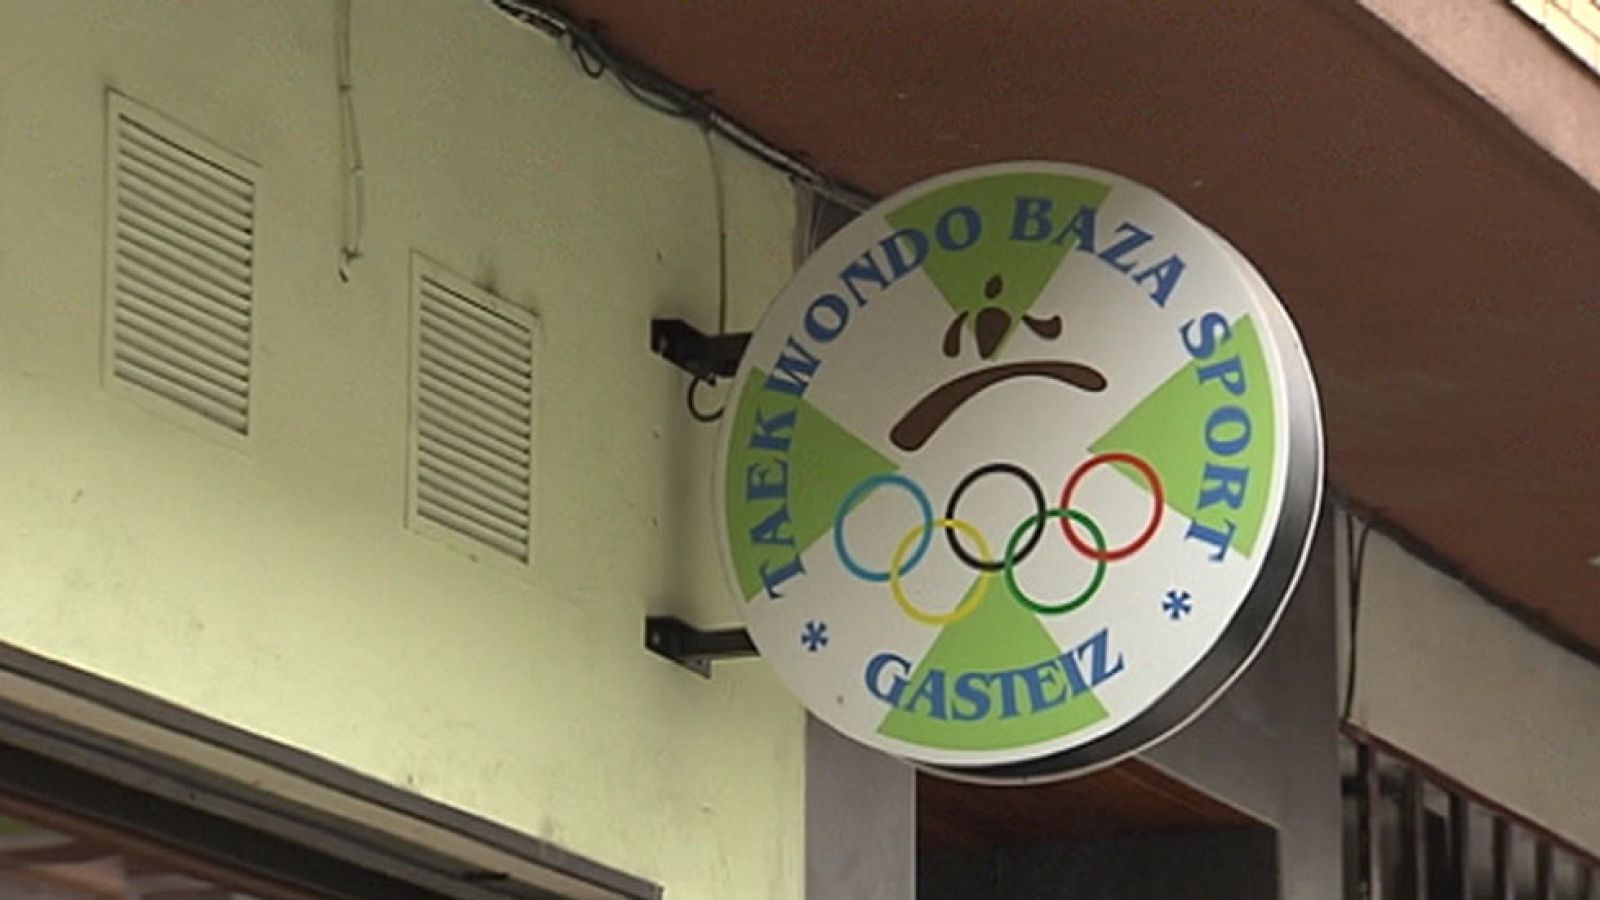 TAEKWONDO BAZA SPORT
* GASTEIZ *